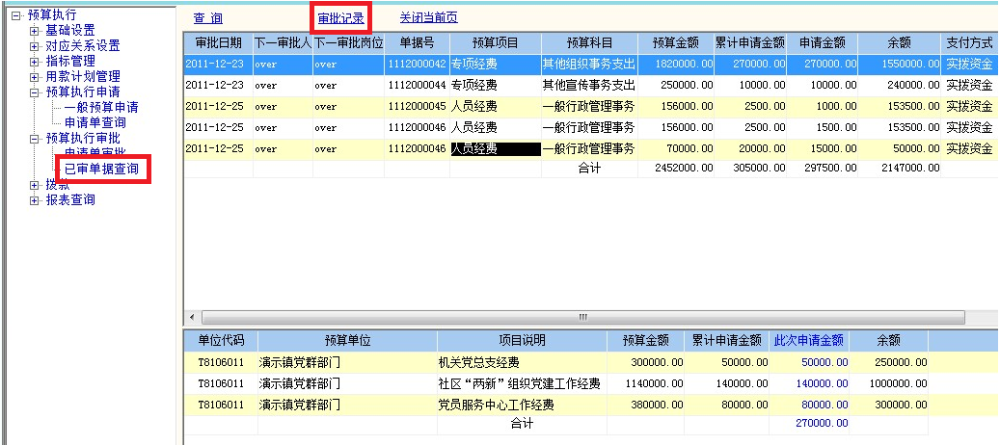 预算执行
基础设置
对应关系设置
指标管理
用款计划管理
预算执行申请
一般预算申请
申请单查询
预算执行审批
申请单审批
已审单据查询
拨款
报表查询
查 询 审批记录 关闭当前页
审批日期 下一审批人 下一审批岗位 单据号 预算项目 预算科目 预算金额 累计申请金额 申请金额 余额 支付方式
2011-12-23 over over 1112000042 专项经费 其他组织事务支出 1820000.00 270000.00 270000.00 1550000.00 实拨资金
2011-12-23 over over 1112000044 专项经费 其他宣传事务支出 250000.00 10000.00 10000.00 240000.00 实拨资金
2011-12-25 over over 1112000045 人员经费 一般行政管理事务 156000.00 2500.00 1000.00 153500.00 实拨资金
2011-12-25 over over 1112000046 人员经费 一般行政管理事务 156000.00 2500.00 1500.00 153500.00 实拨资金
2011-12-25 over over 1112000046 人员经费 一般行政管理事务 70000.00 20000.00 15000.00 50000.00 实拨资金
合计 2452000.00 305000.00 297500.00 2147000.00
单位代码 预算单位 项目说明 预算金额 累计申请金额 此次申请金额 余额
T8106011 演示镇党群部门 机关党总支经费 300000.00 50000.00 50000.00 250000.00
T8106011 演示镇党群部门 社区“两新”组织党建工作经费 1140000.00 140000.00 140000.00 1000000.00
T8106011 演示镇党群部门 党员服务中心工作经费 380000.00 80000.00 80000.00 300000.00
合计 270000.00